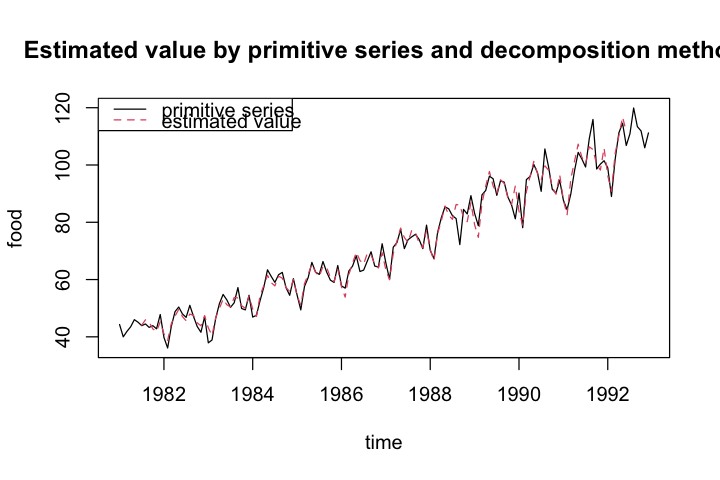 Estimated value by primitive series and decomposition metho
primitive series
estimated value
120
100
80
60
40
food
1982 1984 1986 1988 1990 1992
time